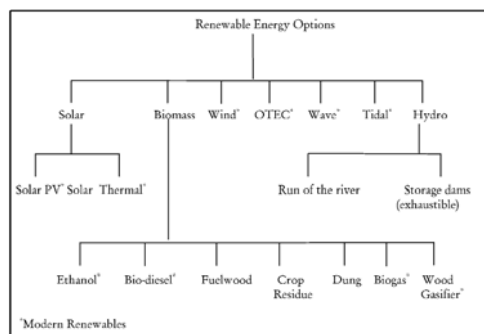 Renewable Energy Options
Solar Biomass Wind* OTEC* Wave* Tidal* Hydro
Solar PV* Solar Thermal* Run of the river Storage dams
(exhaustible)
Ethanol* Bio-diesel* Fuelwood Crop Dung Biogas* Wood
Residue Gasifier*
*Modern Renewables